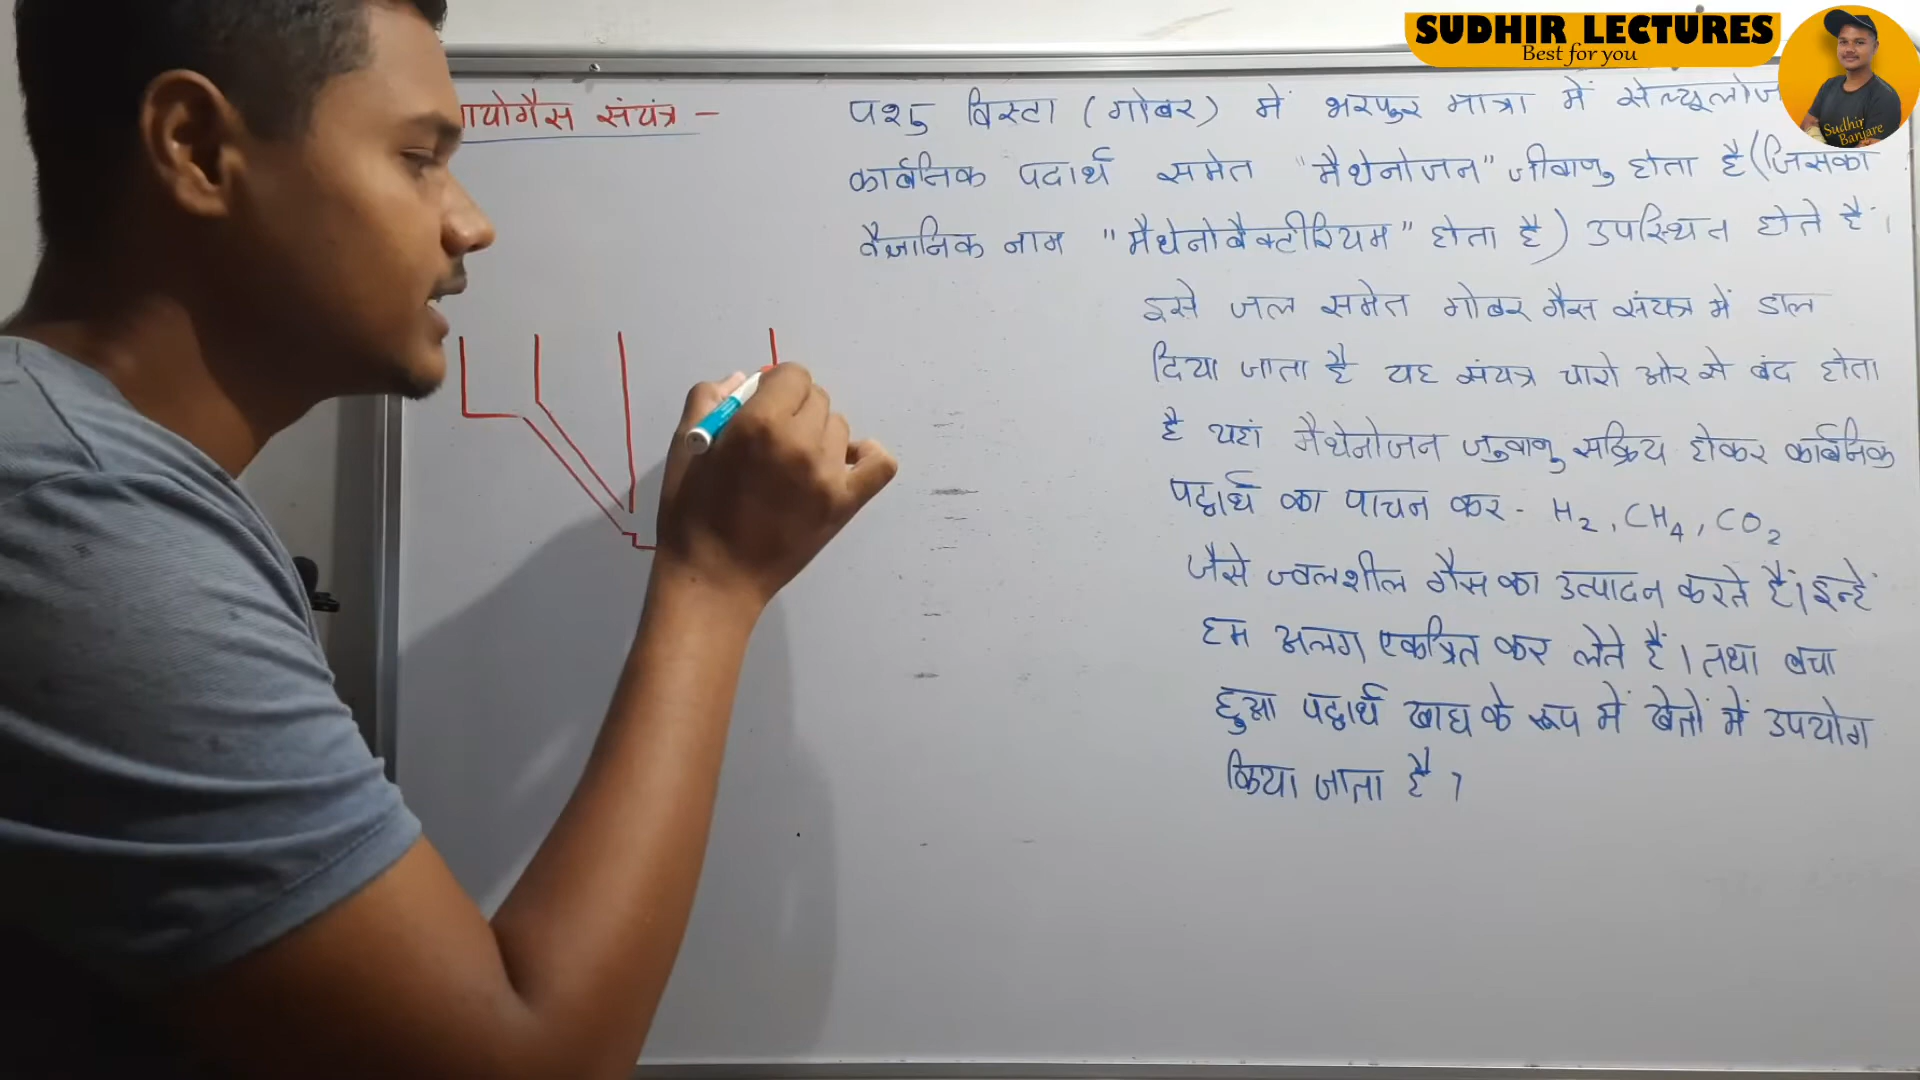 SUDHIR LECTURES
Best for you
Sudhir
Banjare
ायोगैस संयंत्र -
पशु बिस्टा (गोबर) में भरपुर मात्रा में सेल्यूलोज
कार्बनिक पदार्थ समेत "मैथेनोजन" जीवाणु होता है (जिसका
वैज्ञानिक नाम "मैथेनोबैक्टीरियम" होता है) उपस्थित होते है।
इसे जल समेत गोबर गैस संयत्र में डाल
दिया जाता है यह संयत्र चारो ओर से बंद होता
है यहां मैथेनोजन जुवाणु सक्रिय होकर कार्बनिक
पद्वार्थ का पाचन कर - H₂, CH₄, CO₂
जैसे ज्वलशील गैस का उत्पादन करते हैं। इन्हें
हम अलग एकत्रित कर लेते हैं। तथा बचा
हुआ पद्वार्थ खाद्य के रूप में खेतों में उपयोग
किया जाता है।